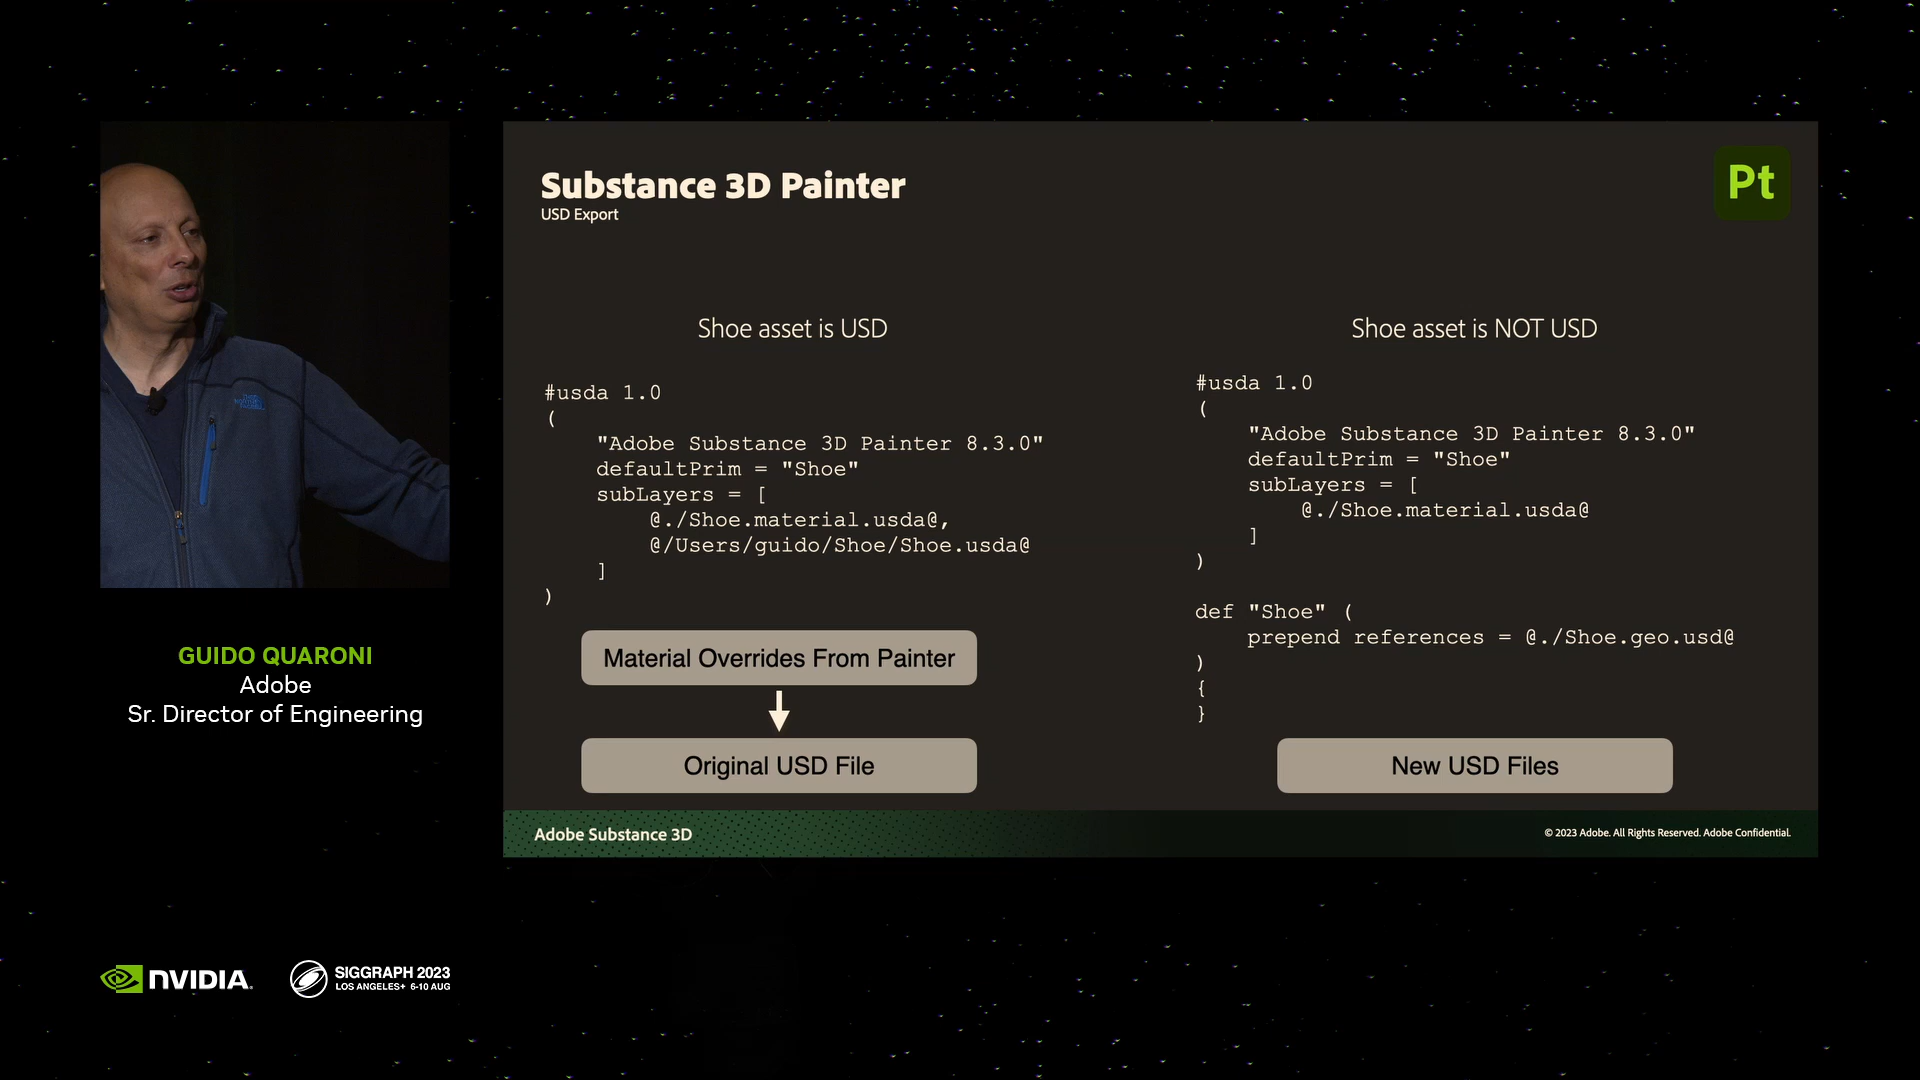 Substance 3D Painter
USD Export
Pt
Shoe asset is USD
#usda 1.0
(
    "Adobe Substance 3D Painter 8.3.0"
    defaultPrim = "Shoe"
    subLayers = [
        @./Shoe.material.usda@,
        @/Users/guido/Shoe/Shoe.usda@
    ]
)
Material Overrides From Painter
Original USD File
Shoe asset is NOT USD
#usda 1.0
(
    "Adobe Substance 3D Painter 8.3.0"
    defaultPrim = "Shoe"
    subLayers = [
        @./Shoe.material.usda@
    ]
)
def "Shoe" (
    prepend references = @./Shoe.geo.usd@
)
{
}
New USD Files
Adobe Substance 3D
© 2023 Adobe. All Rights Reserved. Adobe Confidential.
GUIDO QUARONI
Adobe
Sr. Director of Engineering
NVIDIA.
SIGGRAPH 2023
LOS ANGELES+ 6-10 AUG